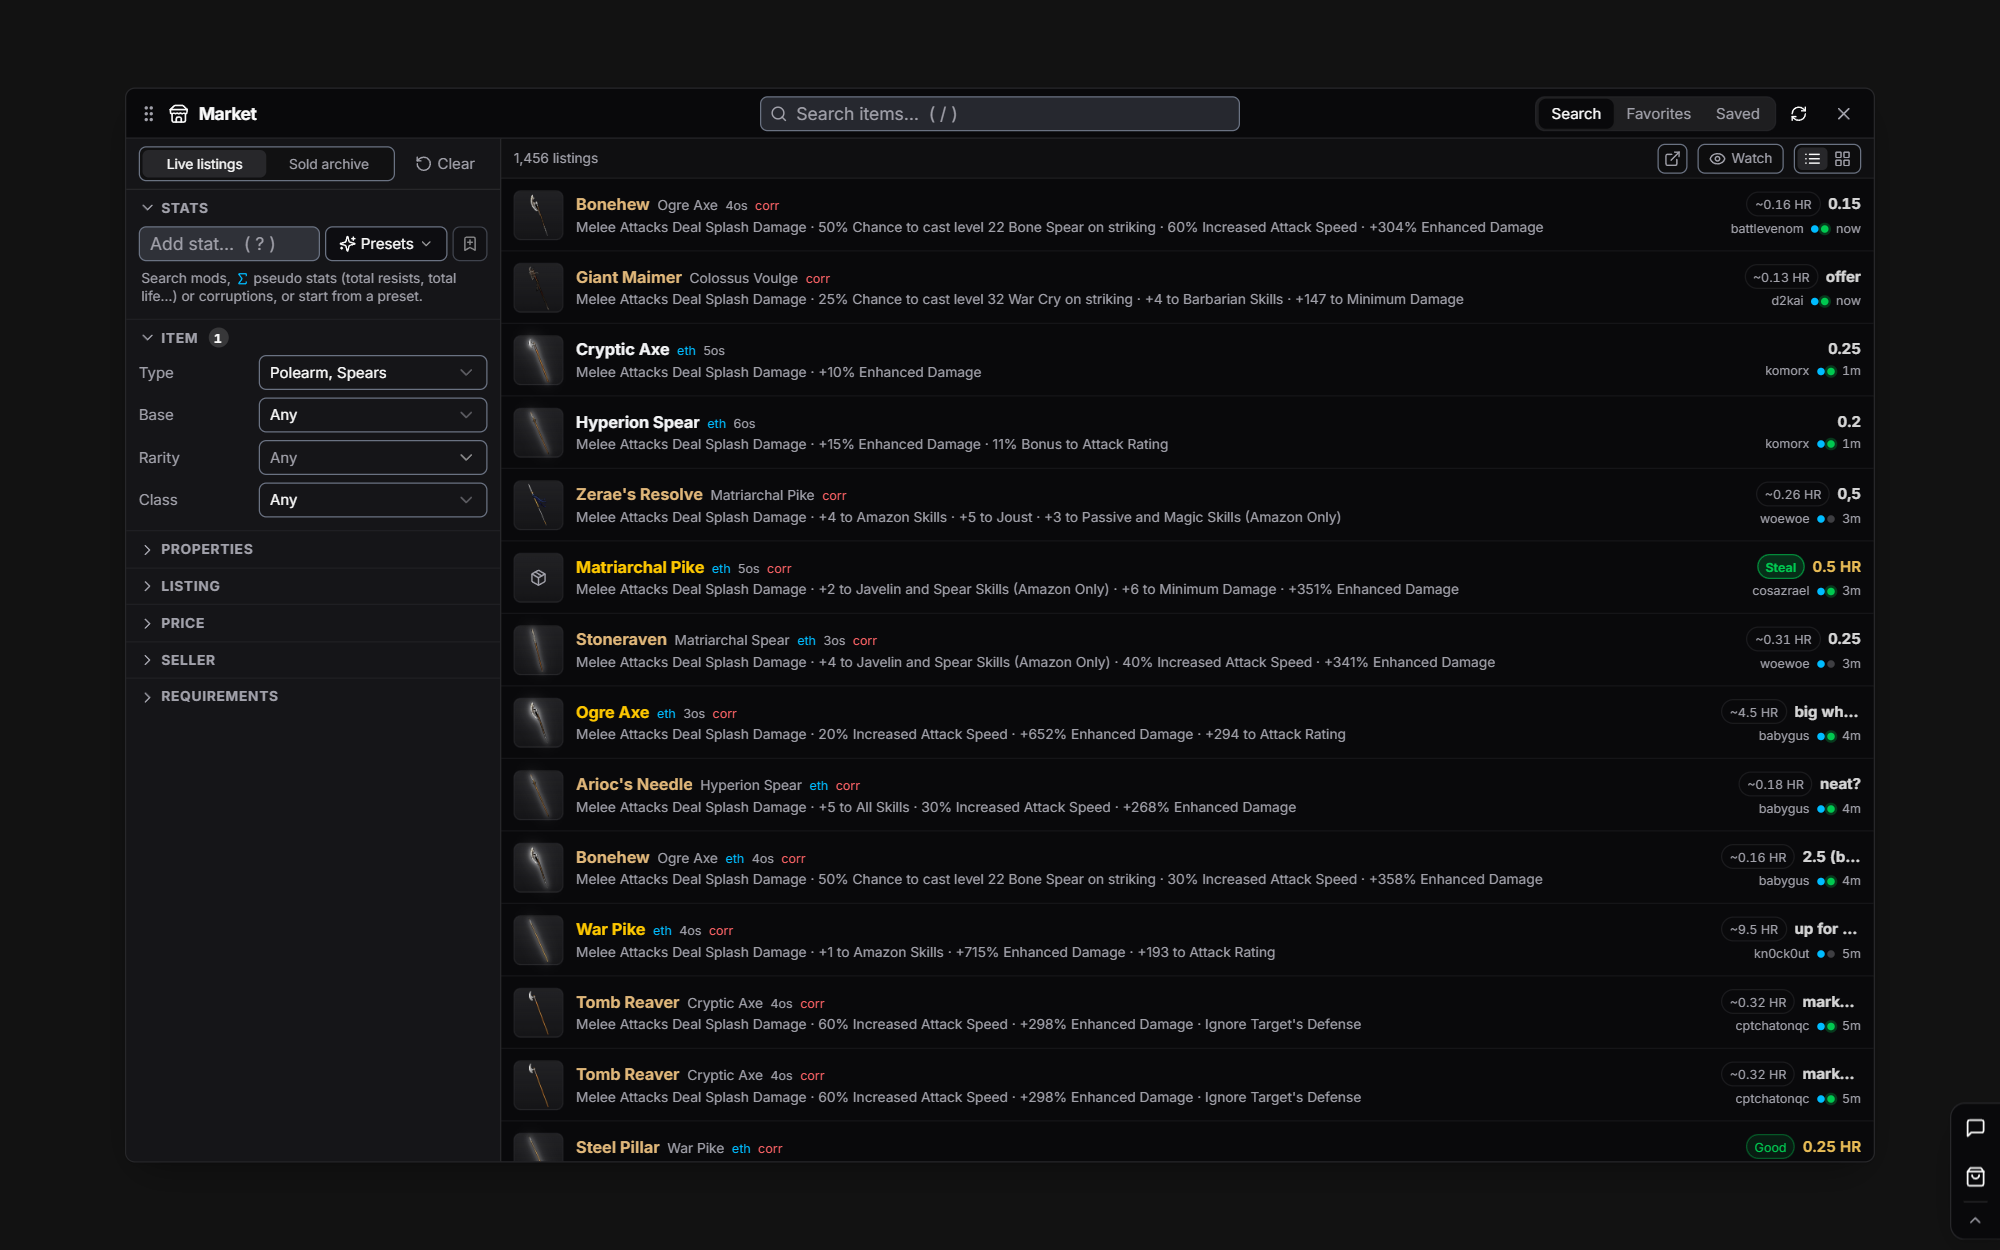 Market
Search items... ( / )
Search Favorites Saved
Live listings Sold archive Clear
1,456 listings
Watch
STATS
Add stat... ( ? ) Presets
Search mods, Σ pseudo stats (total resists, total
life...) or corruptions, or start from a preset.
ITEM 1
Type Polearm, Spears
Base Any
Rarity Any
Class Any
PROPERTIES
LISTING
PRICE
SELLER
REQUIREMENTS
Bonehew Ogre Axe 4os corr ~0.16 HR 0.15
Melee Attacks Deal Splash Damage · 50% Chance to cast level 22 Bone Spear on striking · 60% Increased Attack Speed · +304% Enhanced Damage battlevenom now
Giant Maimer Colossus Voulge corr ~0.13 HR offer
Melee Attacks Deal Splash Damage · 25% Chance to cast level 32 War Cry on striking · +4 to Barbarian Skills · +147 to Minimum Damage d2kai now
Cryptic Axe eth 5os 0.25
Melee Attacks Deal Splash Damage · +10% Enhanced Damage komorx 1m
Hyperion Spear eth 6os 0.2
Melee Attacks Deal Splash Damage · +15% Enhanced Damage · 11% Bonus to Attack Rating komorx 1m
Zerae's Resolve Matriarchal Pike corr ~0.26 HR 0,5
Melee Attacks Deal Splash Damage · +4 to Amazon Skills · +5 to Joust · +3 to Passive and Magic Skills (Amazon Only) woewoe 3m
Matriarchal Pike eth 5os corr Steal 0.5 HR
Melee Attacks Deal Splash Damage · +2 to Javelin and Spear Skills (Amazon Only) · +6 to Minimum Damage · +351% Enhanced Damage cosazrael 3m
Stoneraven Matriarchal Spear eth 3os corr ~0.31 HR 0.25
Melee Attacks Deal Splash Damage · +4 to Javelin and Spear Skills (Amazon Only) · 40% Increased Attack Speed · +341% Enhanced Damage woewoe 3m
Ogre Axe eth 3os corr ~4.5 HR big wh...
Melee Attacks Deal Splash Damage · 20% Increased Attack Speed · +652% Enhanced Damage · +294 to Attack Rating babygus 4m
Arioc's Needle Hyperion Spear eth corr ~0.18 HR neat?
Melee Attacks Deal Splash Damage · +5 to All Skills · 30% Increased Attack Speed · +268% Enhanced Damage babygus 4m
Bonehew Ogre Axe eth 4os corr ~0.16 HR 2.5 (b...
Melee Attacks Deal Splash Damage · 50% Chance to cast level 22 Bone Spear on striking · 30% Increased Attack Speed · +358% Enhanced Damage babygus 4m
War Pike eth 4os corr ~9.5 HR up for ...
Melee Attacks Deal Splash Damage · +1 to Amazon Skills · +715% Enhanced Damage · +193 to Attack Rating kn0ck0ut 5m
Tomb Reaver Cryptic Axe 4os corr ~0.32 HR mark...
Melee Attacks Deal Splash Damage · 60% Increased Attack Speed · +298% Enhanced Damage · Ignore Target's Defense cptchatonqc 5m
Tomb Reaver Cryptic Axe 4os corr ~0.32 HR mark...
Melee Attacks Deal Splash Damage · 60% Increased Attack Speed · +298% Enhanced Damage · Ignore Target's Defense cptchatonqc 5m
Steel Pillar War Pike eth corr Good 0.25 HR